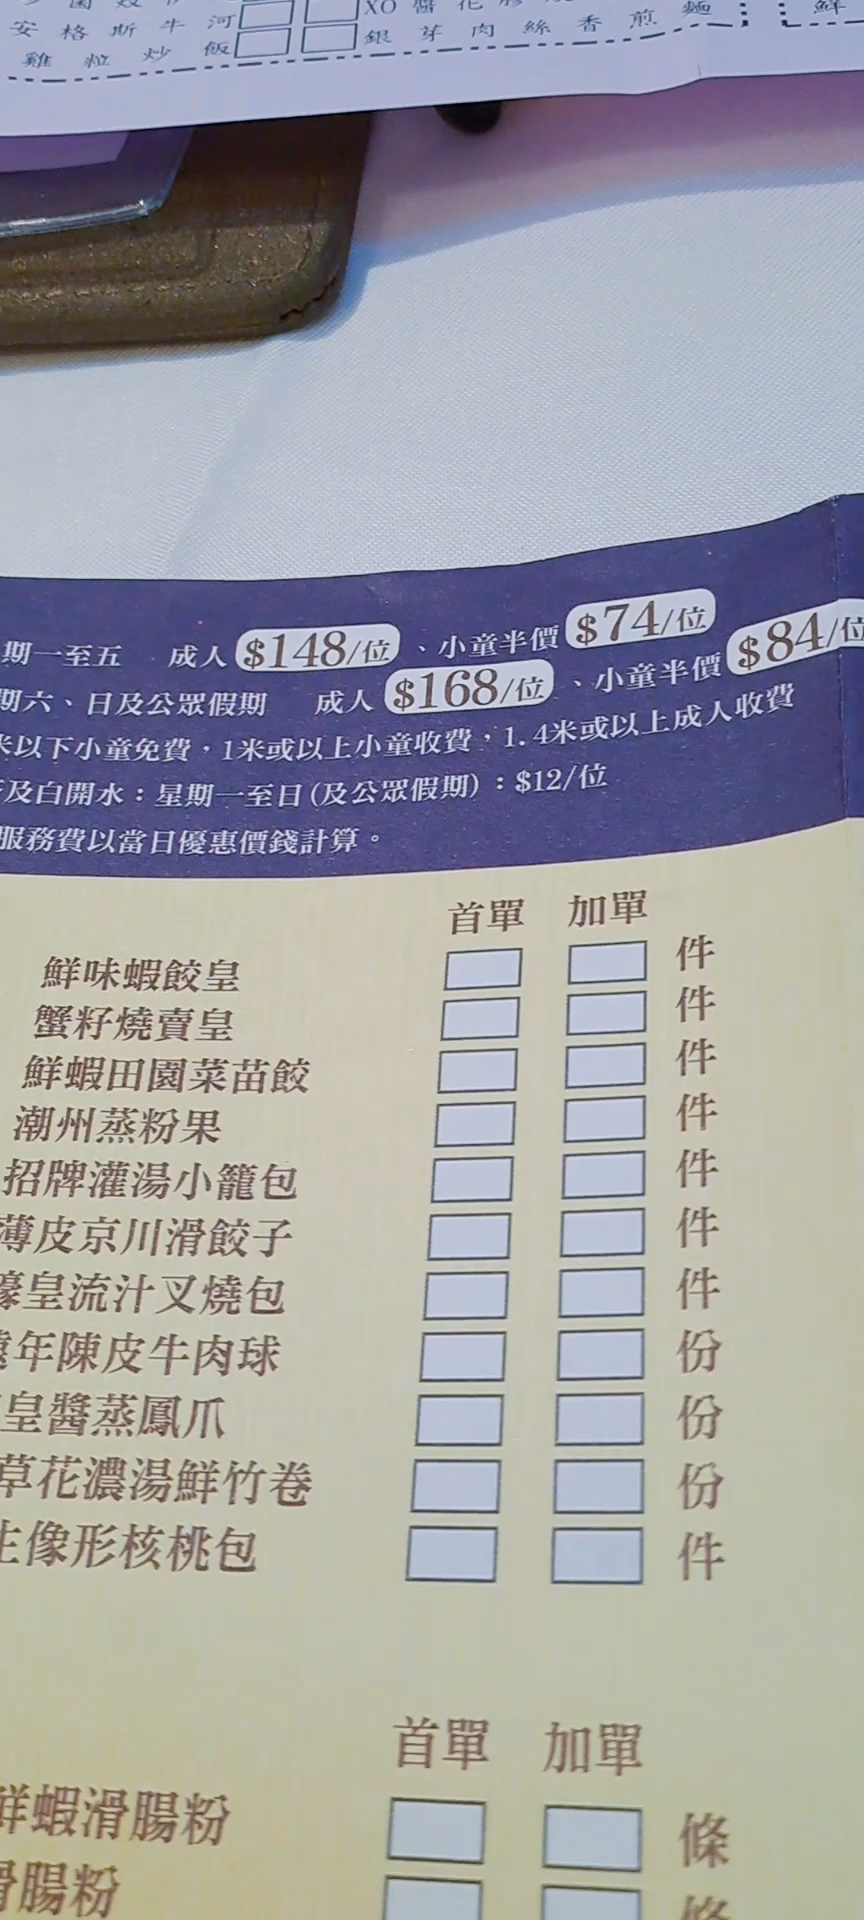 安格斯牛河
XO醬花膠
雞粒炒飯
銀芽肉絲香煎麵
鮮
期一至五 成人 $148/位、小童半價 $74/位
期六、日及公眾假期 成人 $168/位、小童半價 $84/位
米以下小童免費，1米或以上小童收費，1.4米或以上成人收費
及白開水：星期一至日(及公眾假期)：$12/位
服務費以當日優惠價錢計算。
首單 加單
鮮味蝦餃皇 件
蟹籽燒賣皇 件
鮮蝦田園菜苗餃 件
潮州蒸粉果 件
招牌灌湯小籠包 件
薄皮京川滑餃子 件
蠔皇流汁叉燒包 件
年陳皮牛肉球 份
皇醬蒸鳳爪 份
草花濃湯鮮竹卷 份
生像形核桃包 件
首單 加單
鮮蝦滑腸粉 條
滑腸粉 條